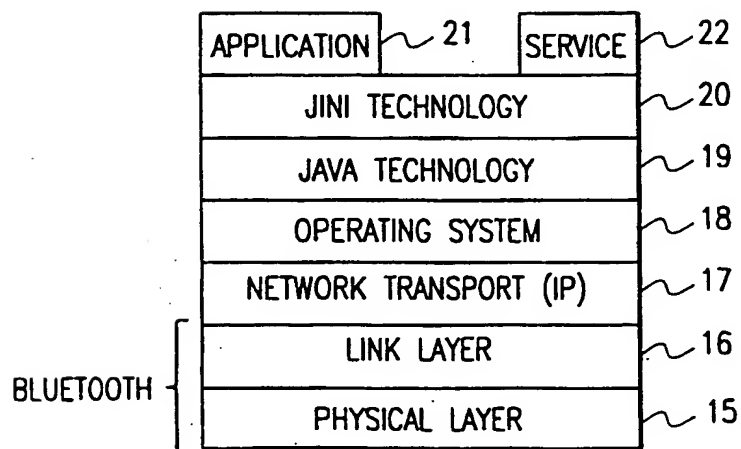 APPLICATION 21 SERVICE 22
JINI TECHNOLOGY 20
JAVA TECHNOLOGY 19
OPERATING SYSTEM 18
NETWORK TRANSPORT (IP) 17
LINK LAYER 16
BLUETOOTH
PHYSICAL LAYER 15